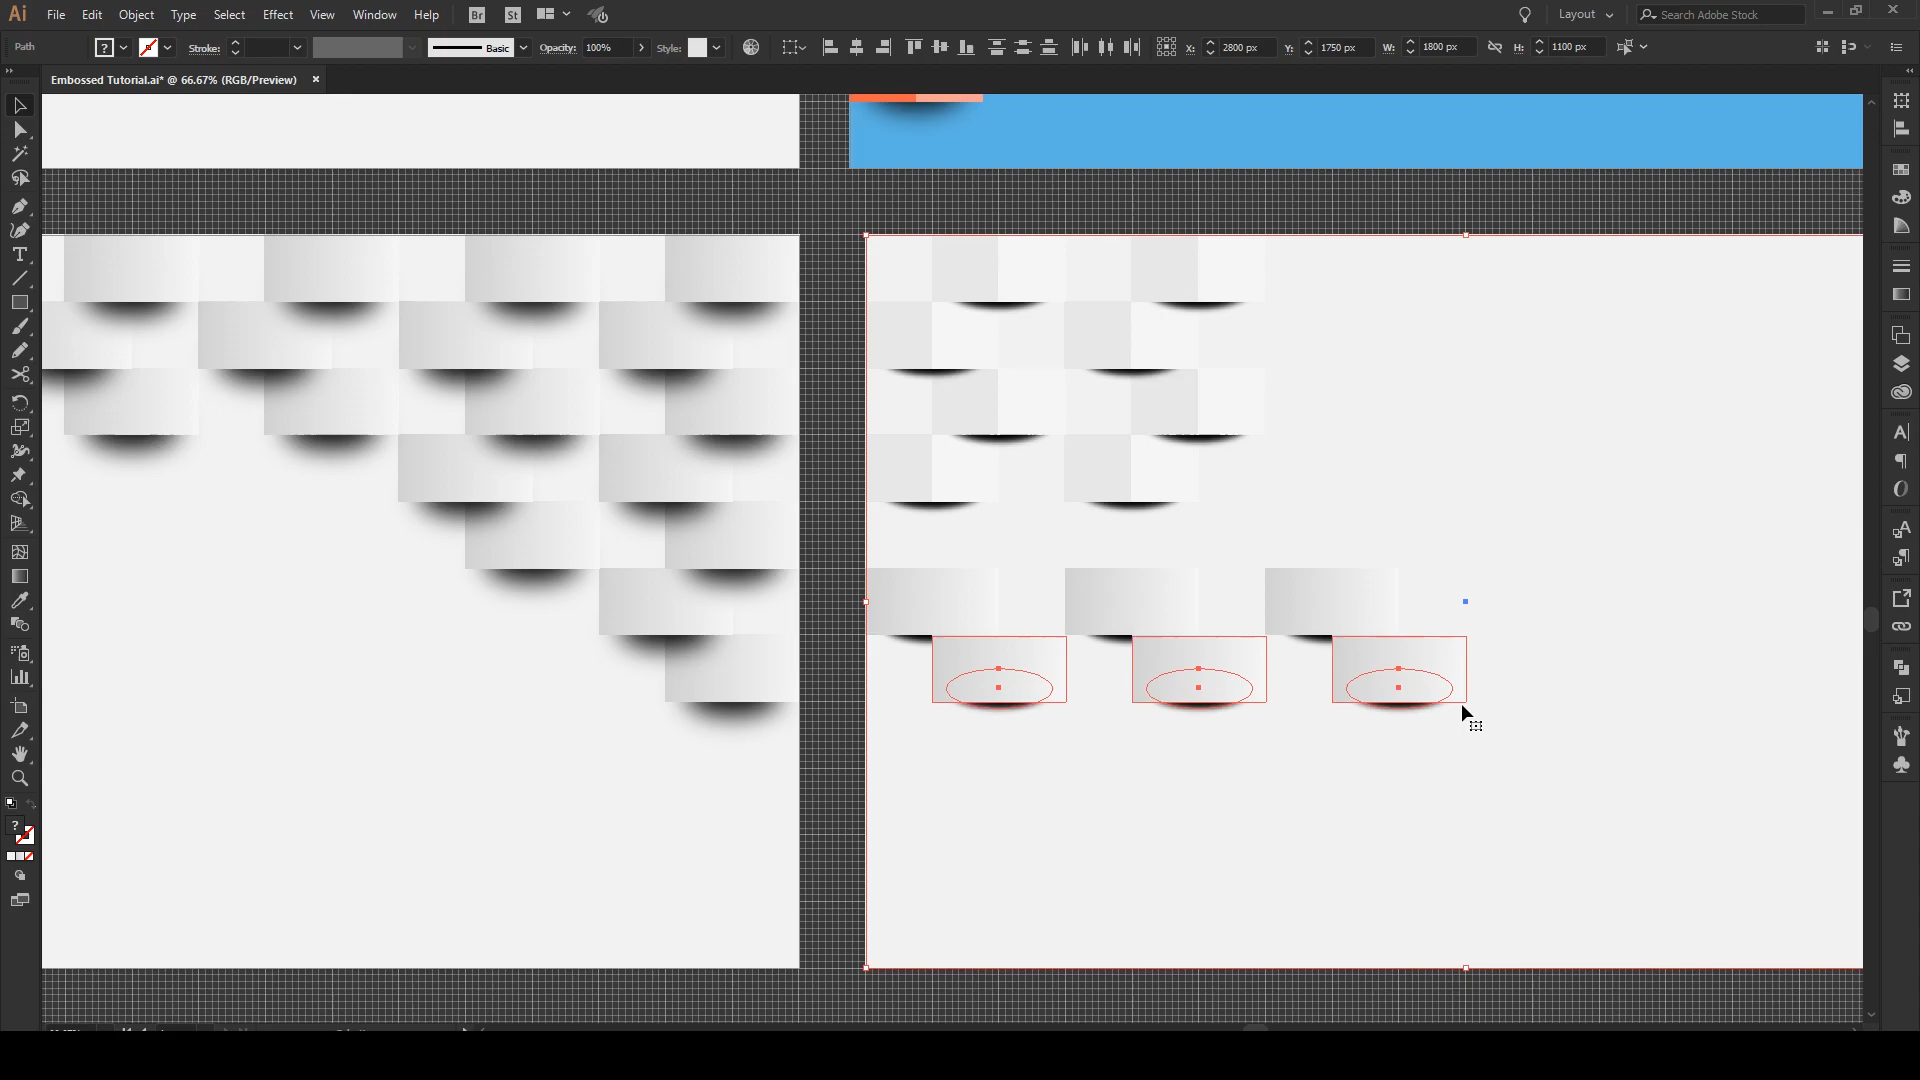 Ai File Edit Object Type Select Effect View Window Help Br St Layout Search Adobe Stock
Path ? Stroke: Basic Opacity: 100% Style: X: 2800 px Y: 1750 px W: 1800 px H: 1100 px
Embossed Tutorial.ai* @ 66.67% (RGB/Preview) ×